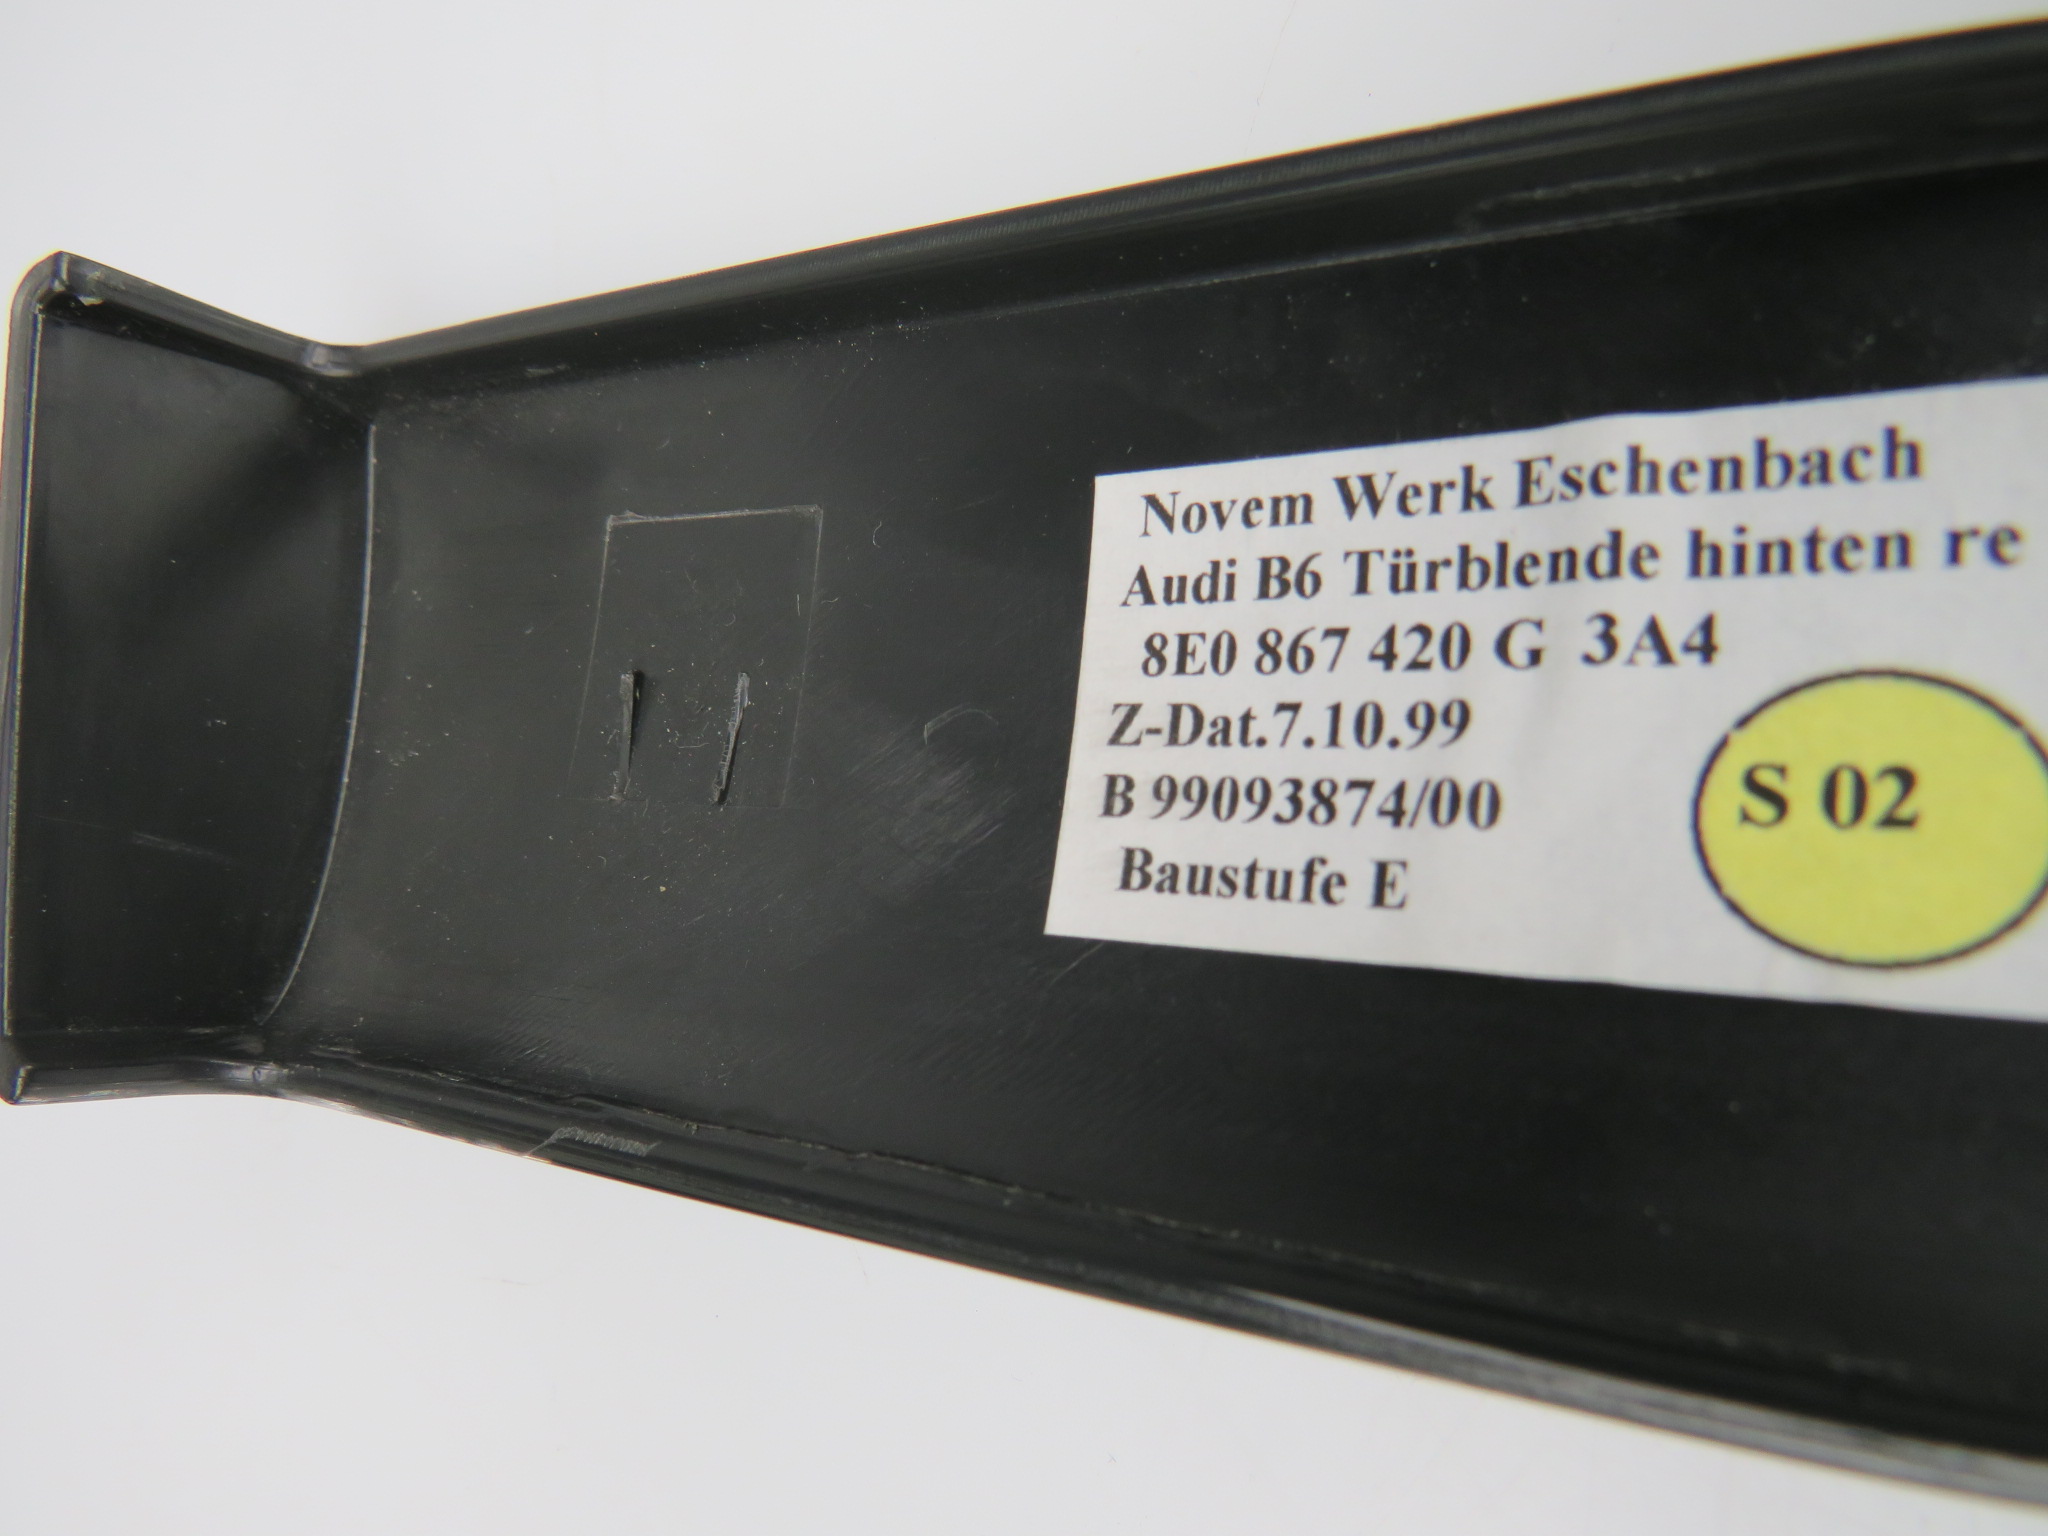 Novem Werk Eschenbach
Audi B6 Türblende hinten re
8E0 867 420 G 3A4
Z-Dat.7.10.99
B 99093874/00
S 02
Baustufe E